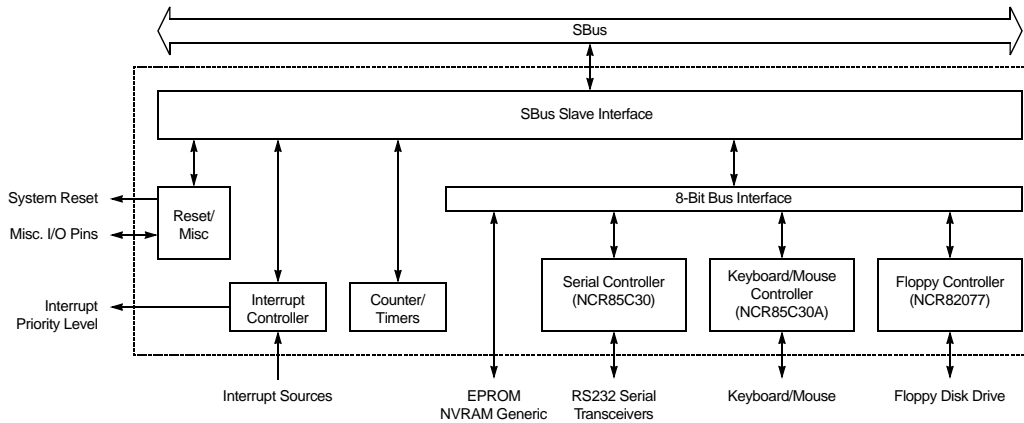 SBus
SBus Slave Interface
System Reset
Reset/
Misc
8-Bit Bus Interface
Misc. I/O Pins
Serial Controller
(NCR85C30)
Keyboard/Mouse
Controller
(NCR85C30A)
Floppy Controller
(NCR82077)
Interrupt
Priority Level
Interrupt
Controller
Counter/
Timers
Interrupt Sources
EPROM
NVRAM Generic
RS232 Serial
Transceivers
Keyboard/Mouse
Floppy Disk Drive